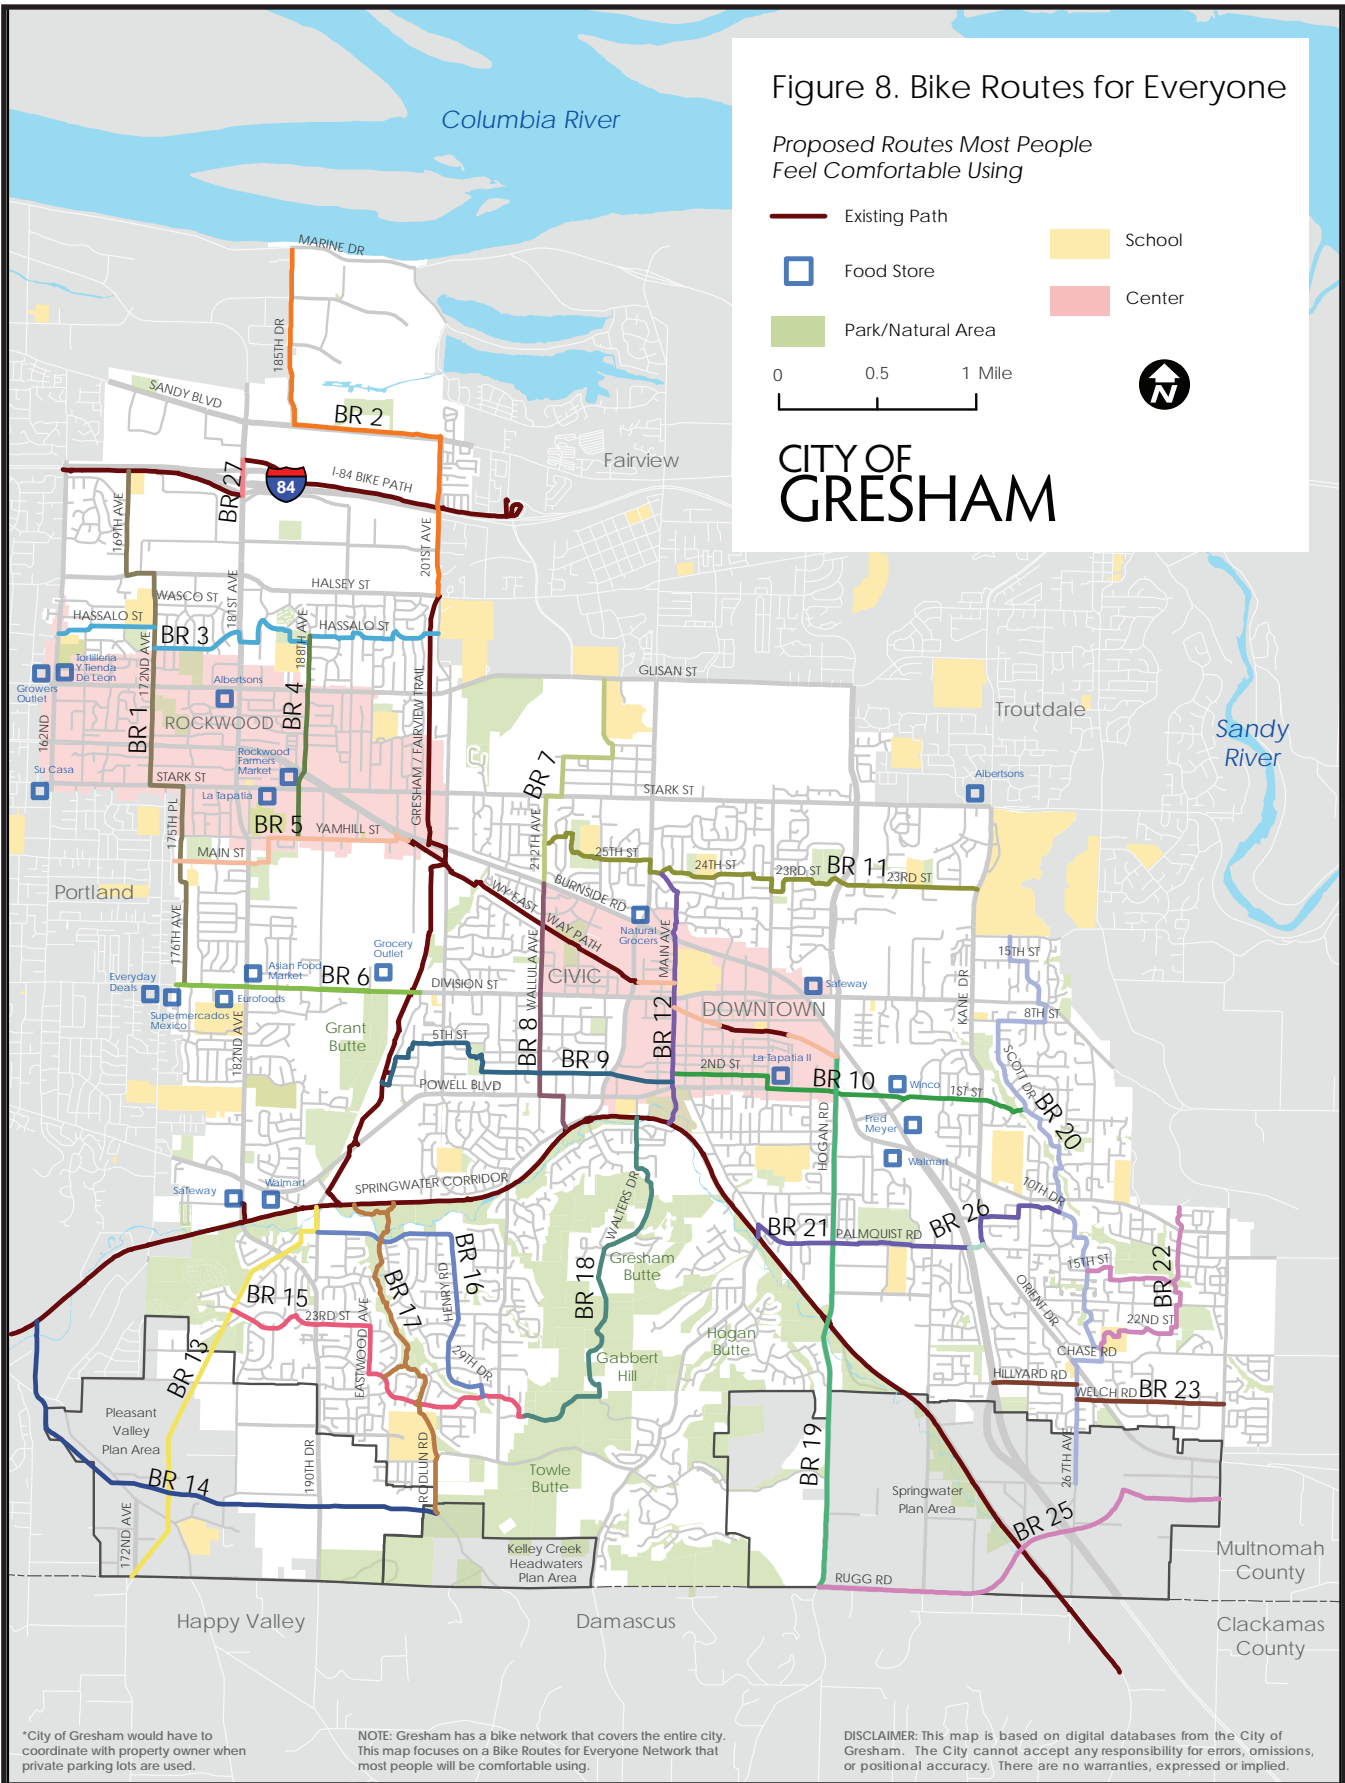 Figure 8. Bike Routes for Everyone
Proposed Routes Most People
Feel Comfortable Using
Existing Path
Food Store
Park/Natural Area
School
Center
0 0.5 1 Mile
N
CITY OF
GRESHAM
Columbia River
MARINE DR
185TH DR
SANDY BLVD
BR 2
Fairview
I-84 BIKE PATH
84
BR 27
169TH AVE
201ST AVE
181ST AVE
HALSEY ST
WASCO ST
HASSALO ST
HASSALO ST
BR 3
188TH AVE
172ND AVE
Tortilleria
Y Tienda
De Leon
Growers
Outlet
Albertsons
GLISAN ST
Troutdale
Sandy
River
162ND
BR 1
ROCKWOOD
BR 4
GRESHAM / FAIRVIEW TRAIL
Rockwood
Farmers
Market
Su Casa
STARK ST
La Tapatia
BR 7
STARK ST
Albertsons
175TH PL
BR 5
YAMHILL ST
MAIN ST
212TH AVE
25TH ST
24TH ST
23RD ST
BR 11
23RD ST
Portland
WY'EAST
WAY PATH
BURNSIDE RD
Natural
Grocers
MAIN AVE
176TH AVE
Grocery
Outlet
WALLULA AVE
CIVIC
15TH ST
Asian Food
Market
Everyday
Deals
BR 6
DIVISION ST
Safeway
KANE DR
Eurofoods
Supermercados
Mexico
DOWNTOWN
8TH ST
Grant
Butte
182ND AVE
5TH ST
BR 8
BR 9
BR 12
2ND ST
La Tapatia II
BR 10
SCOTT DR
POWELL BLVD
Winco
1ST ST
BR 20
HOGAN RD
Fred
Meyer
Walmart
Safeway
Walmart
SPRINGWATER CORRIDOR
WALTERS DR
10TH DR
BR 21
PALMQUIST RD
BR 26
BR 16
15TH ST
BR 22
Gresham
Butte
BR 15
BR 17
HENRY RD
BR 18
ORIENT DR
23RD ST
EASTWOOD AVE
22ND ST
Hogan
Butte
CHASE RD
BR 13
29TH DR
Gabbert
Hill
HILLYARD RD
WELCH RD
BR 23
Pleasant
Valley
Plan Area
190TH DR
RODLUN RD
BR 19
267TH AVE
BR 14
Towle
Butte
Springwater
Plan Area
172ND AVE
BR 25
Kelley Creek
Headwaters
Plan Area
RUGG RD
Multnomah
County
Happy Valley
Damascus
Clackamas
County
*City of Gresham would have to
coordinate with property owner when
private parking lots are used.
NOTE: Gresham has a bike network that covers the entire city.
This map focuses on a Bike Routes for Everyone Network that
most people will be comfortable using.
DISCLAIMER: This map is based on digital databases from the City of
Gresham. The City cannot accept any responsibility for errors, omissions,
or positional accuracy. There are no warranties, expressed or implied.